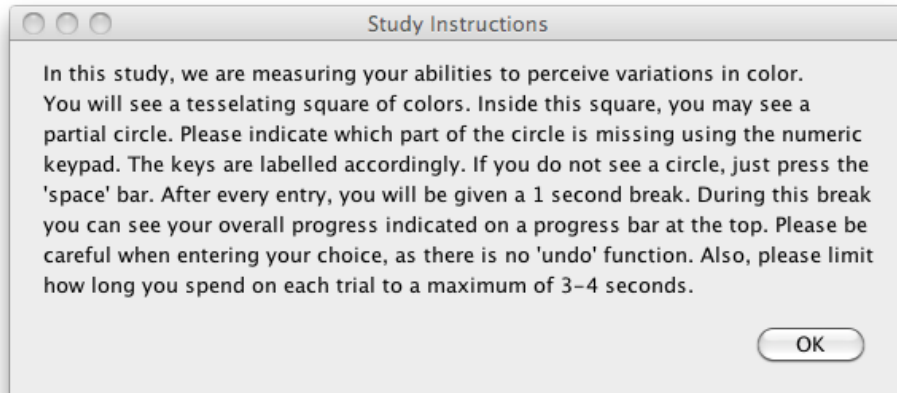 Study Instructions
In this study, we are measuring your abilities to perceive variations in color.
You will see a tesselating square of colors. Inside this square, you may see a
partial circle. Please indicate which part of the circle is missing using the numeric
keypad. The keys are labelled accordingly. If you do not see a circle, just press the
'space' bar. After every entry, you will be given a 1 second break. During this break
you can see your overall progress indicated on a progress bar at the top. Please be
careful when entering your choice, as there is no 'undo' function. Also, please limit
how long you spend on each trial to a maximum of 3-4 seconds.
OK